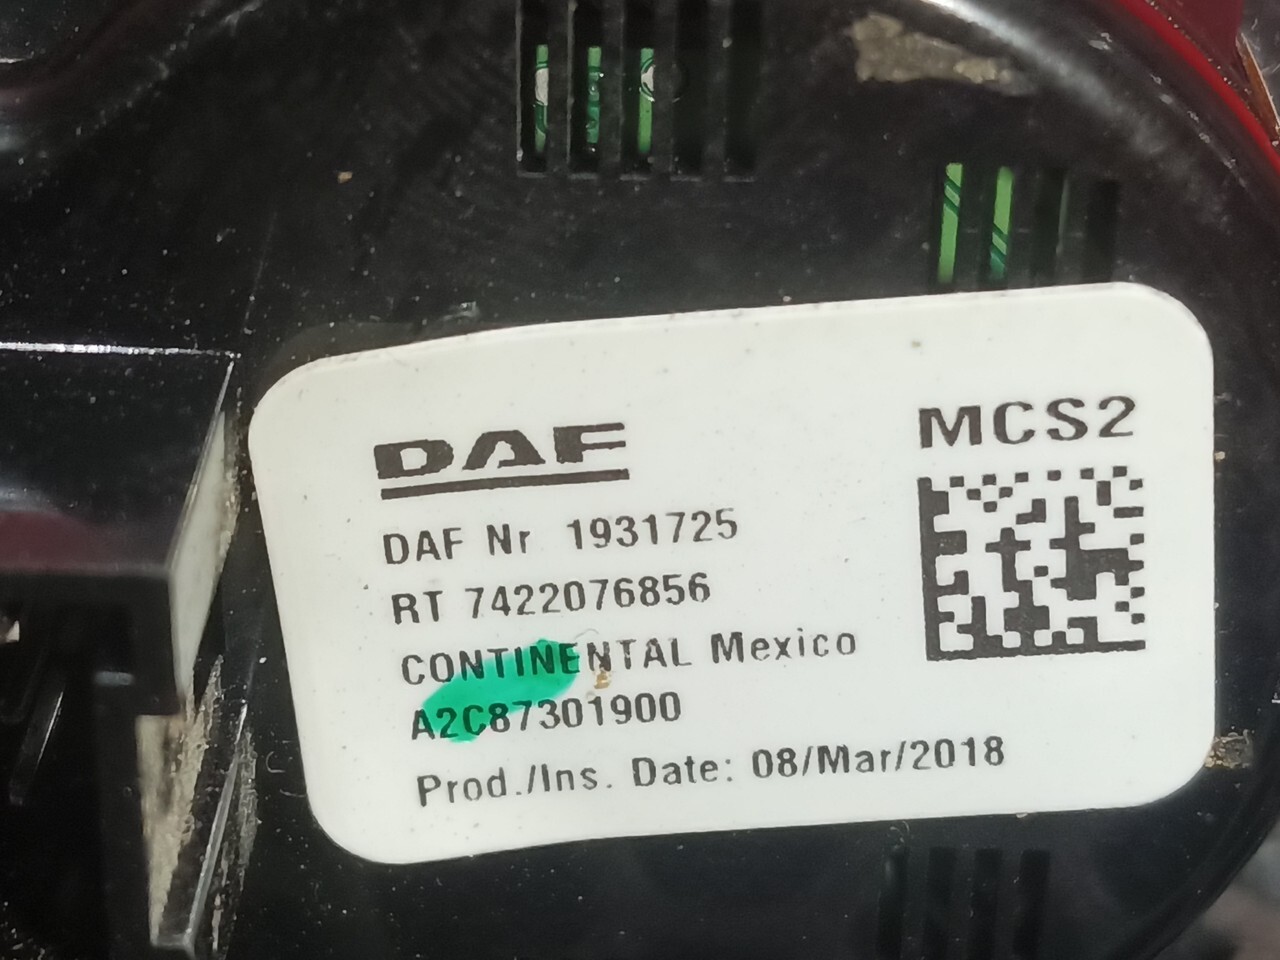 DAF
MCS2
DAF Nr 1931725
RT 7422076856
CONTINENTAL Mexico
A2C87301900
Prod./Ins. Date: 08/Mar/2018